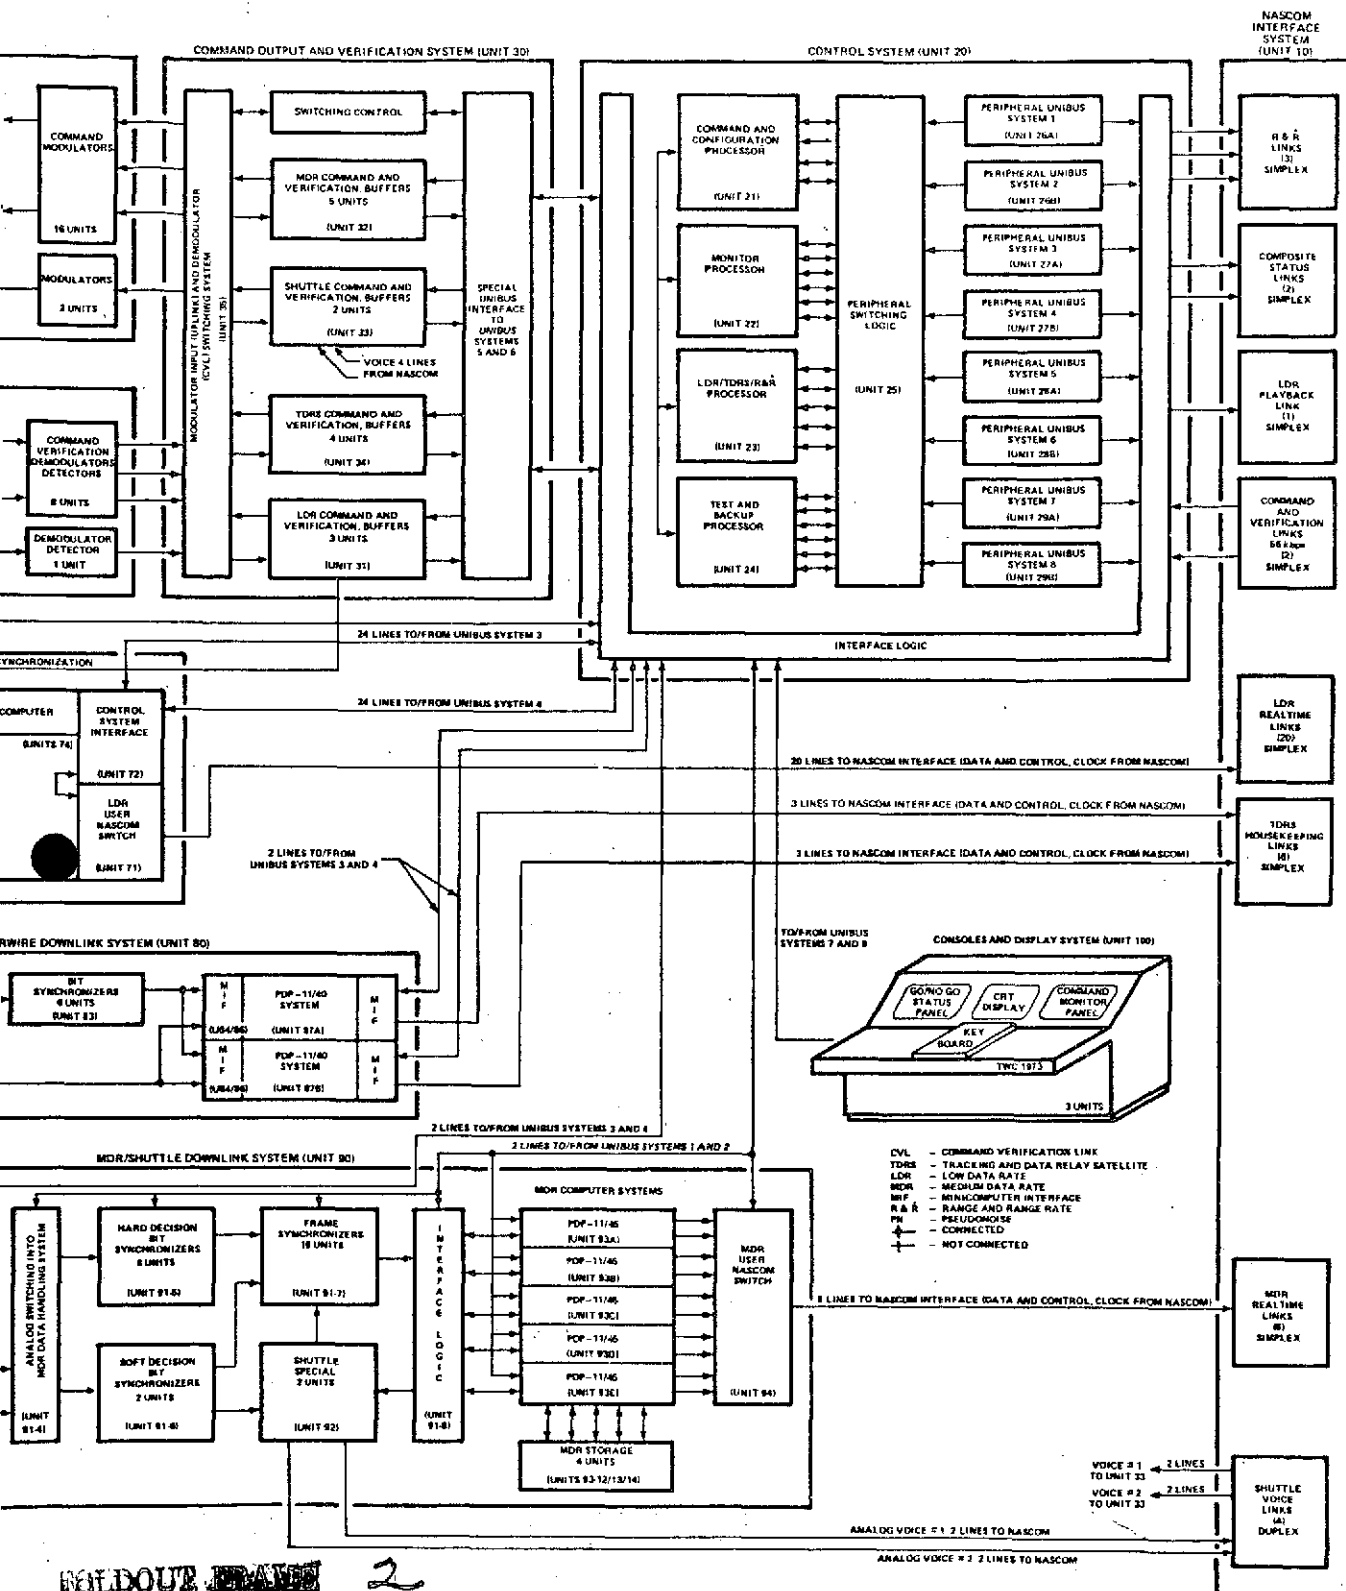 NASCOM
INTERFACE
SYSTEM
(UNIT 10)
COMMAND OUTPUT AND VERIFICATION SYSTEM (UNIT 30)
CONTROL SYSTEM (UNIT 20)
COMMAND
MODULATORS
16 UNITS
MODULATORS
3 UNITS
COMMAND
VERIFICATION
DEMODULATORS
DETECTORS
8 UNITS
DEMODULATOR
DETECTOR
1 UNIT
MODULATOR INPUT (UPLINK) AND DEMODULATOR
(CVL) SWITCHING SYSTEM
(UNIT 35)
SWITCHING CONTROL
MDR COMMAND AND
VERIFICATION, BUFFERS
5 UNITS
(UNIT 32)
SHUTTLE COMMAND AND
VERIFICATION, BUFFERS
2 UNITS
(UNIT 33)
VOICE 4 LINES
FROM NASCOM
TDRS COMMAND AND
VERIFICATION, BUFFERS
4 UNITS
(UNIT 34)
LDR COMMAND AND
VERIFICATION, BUFFERS
3 UNITS
(UNIT 31)
SPECIAL
UNIBUS
INTERFACE
TO
UNIBUS
SYSTEMS
5 AND 6
COMMAND AND
CONFIGURATION
PROCESSOR
(UNIT 21)
MONITOR
PROCESSOR
(UNIT 22)
LDR/TDRS/R&Ṙ
PROCESSOR
(UNIT 23)
TEST AND
BACKUP
PROCESSOR
(UNIT 24)
PERIPHERAL
SWITCHING
LOGIC
(UNIT 25)
PERIPHERAL UNIBUS
SYSTEM 1
(UNIT 26A)
PERIPHERAL UNIBUS
SYSTEM 2
(UNIT 26B)
PERIPHERAL UNIBUS
SYSTEM 3
(UNIT 27A)
PERIPHERAL UNIBUS
SYSTEM 4
(UNIT 27B)
PERIPHERAL UNIBUS
SYSTEM 5
(UNIT 28A)
PERIPHERAL UNIBUS
SYSTEM 6
(UNIT 28B)
PERIPHERAL UNIBUS
SYSTEM 7
(UNIT 29A)
PERIPHERAL UNIBUS
SYSTEM 8
(UNIT 29B)
INTERFACE LOGIC
R & Ṙ
LINKS
(3)
SIMPLEX
COMPOSITE
STATUS
LINKS
(2)
SIMPLEX
LDR
PLAYBACK
LINK
(1)
SIMPLEX
COMMAND
AND
VERIFICATION
LINKS
56 kbps
(2)
SIMPLEX
24 LINES TO/FROM UNIBUS SYSTEM 3
YNCHRONIZATION
24 LINES TO/FROM UNIBUS SYSTEM 4
COMPUTER
(UNITS 74)
CONTROL
SYSTEM
INTERFACE
(UNIT 72)
LDR
USER
NASCOM
SWITCH
(UNIT 71)
LDR
REALTIME
LINKS
(20)
SIMPLEX
20 LINES TO NASCOM INTERFACE (DATA AND CONTROL, CLOCK FROM NASCOM)
3 LINES TO NASCOM INTERFACE (DATA AND CONTROL, CLOCK FROM NASCOM)
3 LINES TO NASCOM INTERFACE (DATA AND CONTROL, CLOCK FROM NASCOM)
TDRS
HOUSEKEEPING
LINKS
(6)
SIMPLEX
2 LINES TO/FROM
UNIBUS SYSTEMS 3 AND 4
RWIRE DOWNLINK SYSTEM (UNIT 80)
BIT
SYNCHRONIZERS
6 UNITS
(UNIT 83)
MIF
(U84/86)
PDP-11/40
SYSTEM
(UNIT 87A)
MIF
MIF
(U84/86)
PDP-11/40
SYSTEM
(UNIT 87B)
MIF
TO/FROM UNIBUS
SYSTEMS 7 AND 8
CONSOLES AND DISPLAY SYSTEM (UNIT 100)
GO/NO GO
STATUS
PANEL
CRT
DISPLAY
COMMAND
MONITOR
PANEL
KEY
BOARD
TWC 1973
3 UNITS
2 LINES TO/FROM UNIBUS SYSTEMS 3 AND 4
2 LINES TO/FROM UNIBUS SYSTEMS 1 AND 2
CVL – COMMAND VERIFICATION LINK
TDRS – TRACKING AND DATA RELAY SATELLITE
LDR – LOW DATA RATE
MDR – MEDIUM DATA RATE
MIF – MINICOMPUTER INTERFACE
R & Ṙ – RANGE AND RANGE RATE
PN – PSEUDONOISE
– CONNECTED
– NOT CONNECTED
MDR/SHUTTLE DOWNLINK SYSTEM (UNIT 90)
ANALOG SWITCHING INTO
MDR DATA HANDLING SYSTEM
(UNIT
91-4)
HARD DECISION
BIT
SYNCHRONIZERS
8 UNITS
(UNIT 91-5)
SOFT DECISION
BIT
SYNCHRONIZERS
2 UNITS
(UNIT 91-6)
FRAME
SYNCHRONIZERS
10 UNITS
(UNIT 91-7)
SHUTTLE
SPECIAL
2 UNITS
(UNIT 92)
INTERFACE LOGIC
(UNIT
91-8)
MDR COMPUTER SYSTEMS
PDP-11/45
(UNIT 93A)
PDP-11/45
(UNIT 93B)
PDP-11/45
(UNIT 93C)
PDP-11/45
(UNIT 93D)
PDP-11/45
(UNIT 93E)
MDR STORAGE
4 UNITS
(UNITS 93-12/13/14)
MDR
USER
NASCOM
SWITCH
(UNIT 94)
LINES TO NASCOM INTERFACE (DATA AND CONTROL, CLOCK FROM NASCOM)
MDR
REALTIME
LINKS
SIMPLEX
VOICE #1
TO UNIT 33
2 LINES
VOICE #2
TO UNIT 33
2 LINES
SHUTTLE
VOICE
LINKS
(4)
DUPLEX
ANALOG VOICE #1 2 LINES TO NASCOM
ANALOG VOICE #2 2 LINES TO NASCOM
FOLDOUT FRAME 2